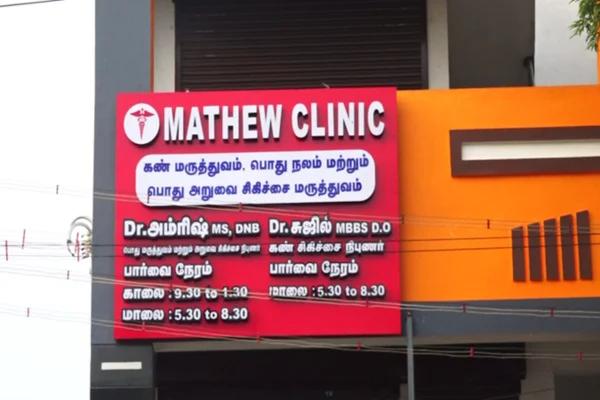 MATHEW CLINIC
கண் மருத்துவம், பொது நலம் மற்றும்
பொது அறுவை சிகிச்சை மருத்துவம்
Dr.அம்ரிஷ் MS, DNB
பொது மருத்துவம் மற்றும் அறுவை சிகிச்சை நிபுணர்
பார்வை நேரம்
காலை : 9.30 to 1.30
மாலை : 5.30 to 8.30
Dr.சுஜில் MBBS D.O
கண் சிகிச்சை நிபுணர்
பார்வை நேரம்
மாலை : 5.30 to 8.30